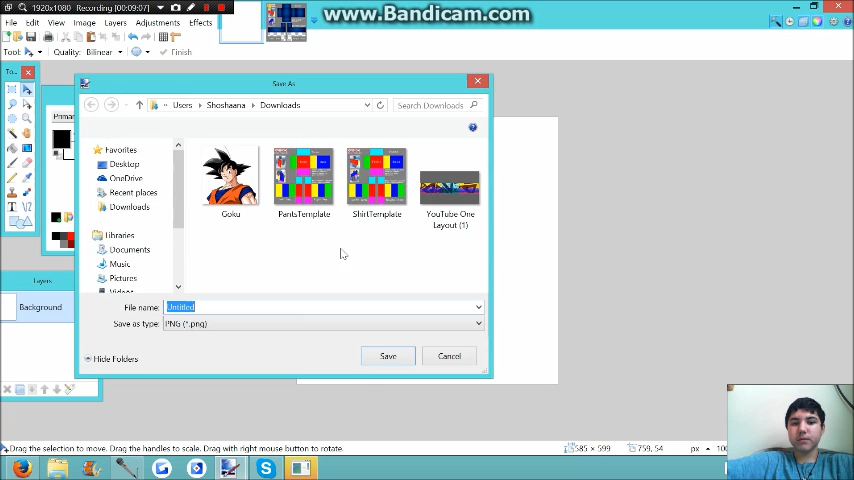 1920x1080 Recording [00:09:07]
www.Bandicam.com
File Edit View Image Layers Adjustments Effects
Tool: Quality: Bilinear Finish
To...
Save As
Primar
« Users Shoshaana Downloads Search Downloads
Favorites
Desktop
OneDrive
Recent places
Downloads
Libraries
Documents
Music
Pictures
Videos
Goku PantsTemplate ShirtTemplate YouTube One
Layout (1)
Layers
Background
File name: Untitled
Save as type: PNG (*.png)
Hide Folders Save Cancel
Drag the selection to move. Drag the handles to scale. Drag with right mouse button to rotate. 585 × 599 759, 54 px 100